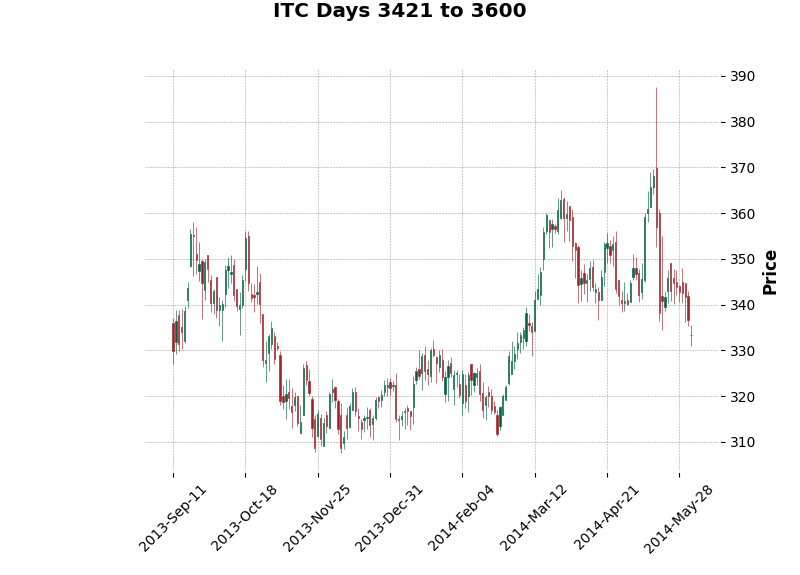 ITC Days 3421 to 3600
390
380
370
360
350
340
330
320
310
Price
2013-Sep-11
2013-Oct-18
2013-Nov-25
2013-Dec-31
2014-Feb-04
2014-Mar-12
2014-Apr-21
2014-May-28